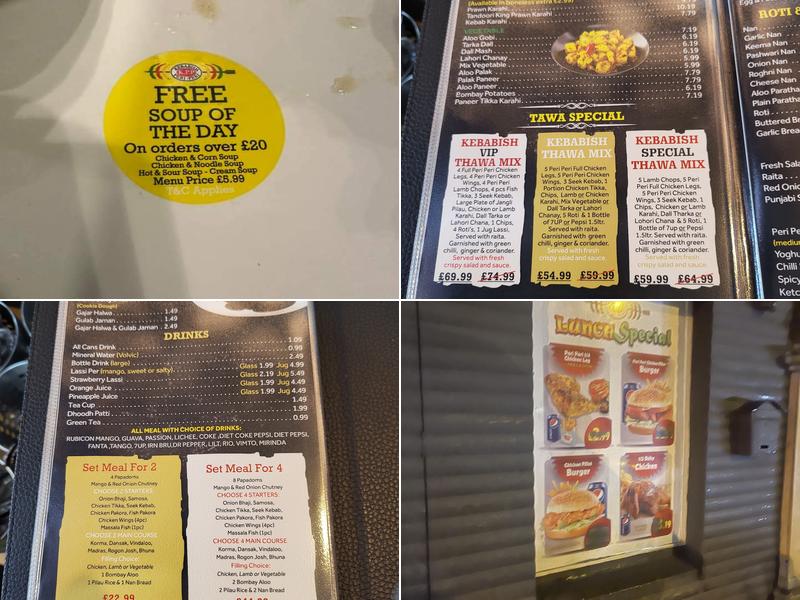 FREE
SOUP OF
THE DAY
On orders over £20
Chicken & Corn Soup
Chicken & Noodle Soup
Hot & Sour Soup - Cream Soup
Menu Price £5.99
T&C Applies
(Available in boneless extra £2.99)
Prawn Karahi 10.19
Tandoori King Prawn Karahi 7.79
Kebab Karahi
VEGETABLE
Aloo Gobi 7.19
Tarka Dall 6.19
Dall Mash 6.19
Lahori Chanay 5.99
Mix Vegetable 5.99
Aloo Palak 7.79
Palak Paneer 7.79
Aloo Paneer 6.19
Bombay Potatoes 7.19
Paneer Tikka Karahi
TAWA SPECIAL
KEBABISH
VIP
THAWA MIX
4 Full Peri Peri Chicken
Legs, 4 Peri Peri Chicken
Wings, 4 Peri Peri
Lamb Chops, 4 pcs Fish
Tikka, 3 Seek Kebab,
Large Plate of Jangli
Pilau, Chicken or Lamb
Karahi, Dall Tarka or
Lahori Chana, 1 Chips,
4 Roti's, 1 Jug Lassi.
Served with raita.
Garnished with green
chilli, ginger & coriander.
Served with fresh
crispy salad and sauce.
£69.99 £74.99
KEBABISH
THAWA MIX
5 Peri Peri Full Chicken
Legs, 5 Peri Peri Chicken
Wings, 3 Seek Kebab, 1
Portion Chicken Tikka,
Chips, Lamb or Chicken
Karahi, Mix Vegetable or
Dall Tarka or Lahori
Chanay, 5 Roti & 1 Bottle
of 7UP or Pepsi 1.5ltr.
Served with raita.
Garnished with green
chilli, ginger & coriander.
Served with fresh
crispy salad and sauce.
£54.99 £59.99
KEBABISH
SPECIAL
THAWA MIX
5 Lamb Chops, 5 Peri
Peri Full Chicken Legs,
5 Peri Peri Chicken
Wings, 3 Seek Kebab, 1
Chips, Chicken or Lamb
Karahi, Dall Tharka or
Lahori Chana & 5 Roti, 1
Bottle of 7up or Pepsi
1.5ltr. Served with raita.
Garnished with fresh green
chilli, ginger & coriander.
Served with fresh
crispy salad and sauce.
£59.99 £64.99
ROTI &
Nan
Garlic Nan
Keema Nan
Pashwari Nan
Onion Nan
Roghni Nan
Cheese Nan
Aloo Paratha
Plain Paratha
Roti
Buttered
Garlic Brea
Fresh Sala
Raita
Red Onio
Punjabi S
Peri Pe
(mediu
Yoghu
Chilli
Spicy
Ketc
(Cookie Dough)
Gajar Halwa 1.49
Gulab Jaman 1.49
Gajar Halwa & Gulab Jaman 2.49
DRINKS
All Cans Drink 1.09
Mineral Water (Volvic) 0.99
Bottle Drink (large) 2.49
Lassi Per (mango, sweet or salty) Glass 1.99 Jug 4.99
Strawberry Lassi Glass 2.19 Jug 5.49
Orange Juice Glass 1.99 Jug 4.49
Pineapple Juice Glass 1.99 Jug 4.49
Tea Cup 1.49
Dhoodh Patti 1.99
Green Tea 0.99
ALL MEAL WITH CHOICE OF DRINKS:
RUBICON MANGO, GUAVA, PASSION, LICHEE, COKE ,DIET COKE PEPSI, DIET PEPSI,
FANTA ,TANGO, 7UP, IRN BRU,DR PEPPER, LILT, RIO, VIMTO, MIRINDA
Set Meal For 2
4 Papadoms
Mango & Red Onion Chutney
CHOOSE 2 STARTERS:
Onion Bhaji, Samosa,
Chicken Tikka, Seek Kebab,
Chicken Pakora, Fish Pakora
Chicken Wings (4pc)
Massala Fish (1pc)
CHOOSE 2 MAIN COURSE
Korma, Dansak, Vindaloo,
Madras, Rogon Josh, Bhuna
Filling Choice:
Chicken, Lamb or Vegetable
1 Bombay Aloo
1 Pilau Rice & 1 Nan Bread
£22.99
Set Meal For 4
8 Papadoms
Mango & Red Onion Chutney
CHOOSE 4 STARTERS:
Onion Bhaji, Samosa,
Chicken Tikka, Seek Kebab,
Chicken Pakora, Fish Pakora
Chicken Wings (4pc)
Massala Fish (1pc)
CHOOSE 4 MAIN COURSE
Korma, Dansak, Vindaloo,
Madras, Rogon Josh, Bhuna
Filling Choice:
Chicken, Lamb or Vegetable
2 Bombay Aloo
2 Pilau Rice & 2 Nan Bread
Lunch Special
Peri Peri
Chicken Leg
Peri Peri Chicken Fillet
Burger
Chicken Fillet
Burger
1/2 Baby
Chicken